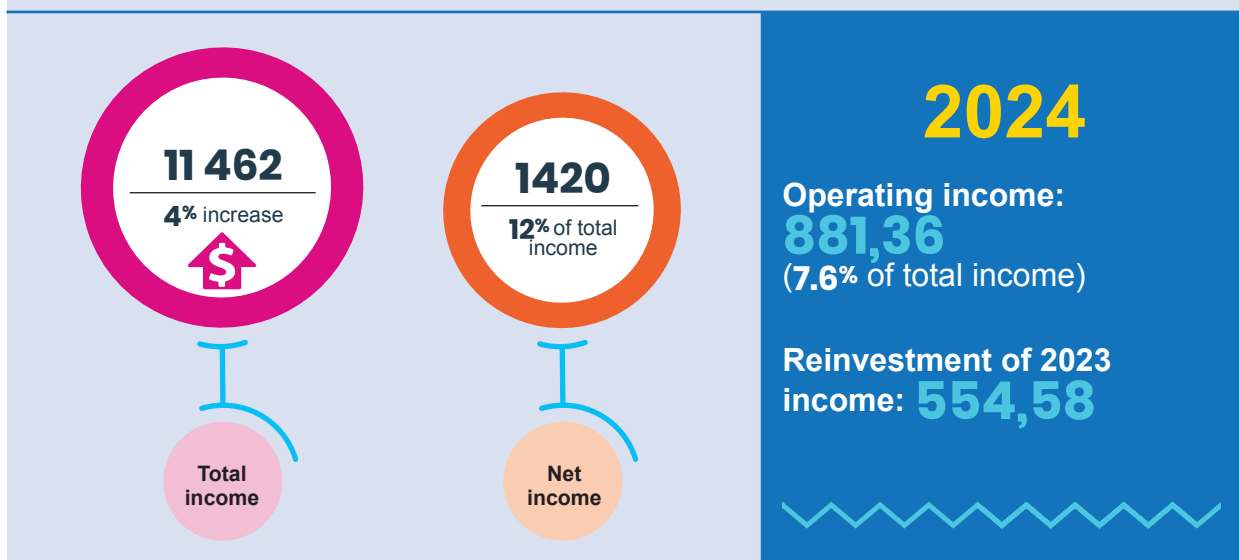 11 462
4% increase
$
Total
income
1420
12% of total
income
Net
income
2024
Operating income:
881,36
(7.6% of total income)
Reinvestment of 2023
income: 554,58